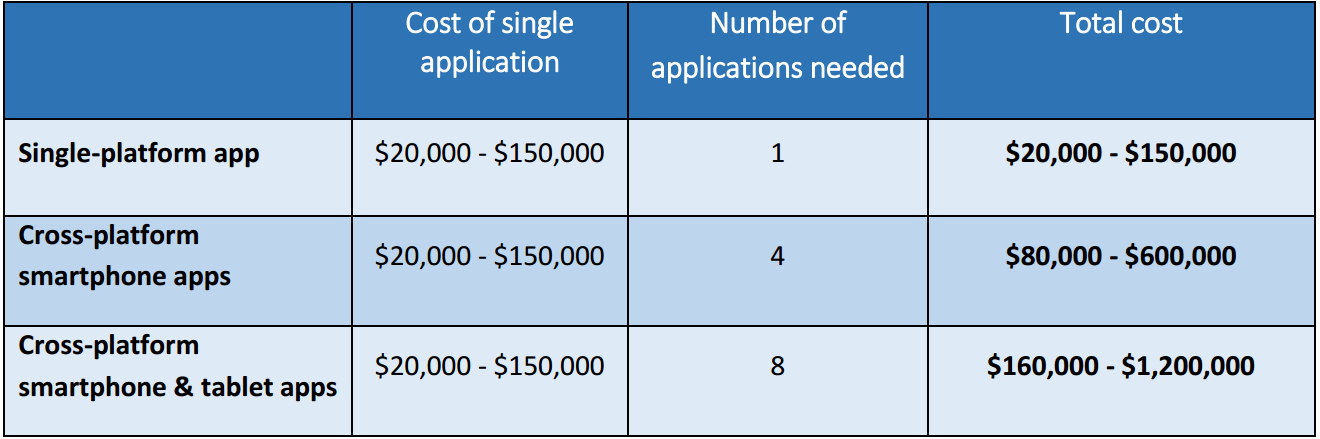 Cost of single
application
Number of
applications needed
Total cost
Single-platform app
$20,000 - $150,000
1
$20,000 - $150,000
Cross-platform
smartphone apps
$20,000 - $150,000
4
$80,000 - $600,000
Cross-platform
smartphone & tablet apps
$20,000 - $150,000
8
$160,000 - $1,200,000